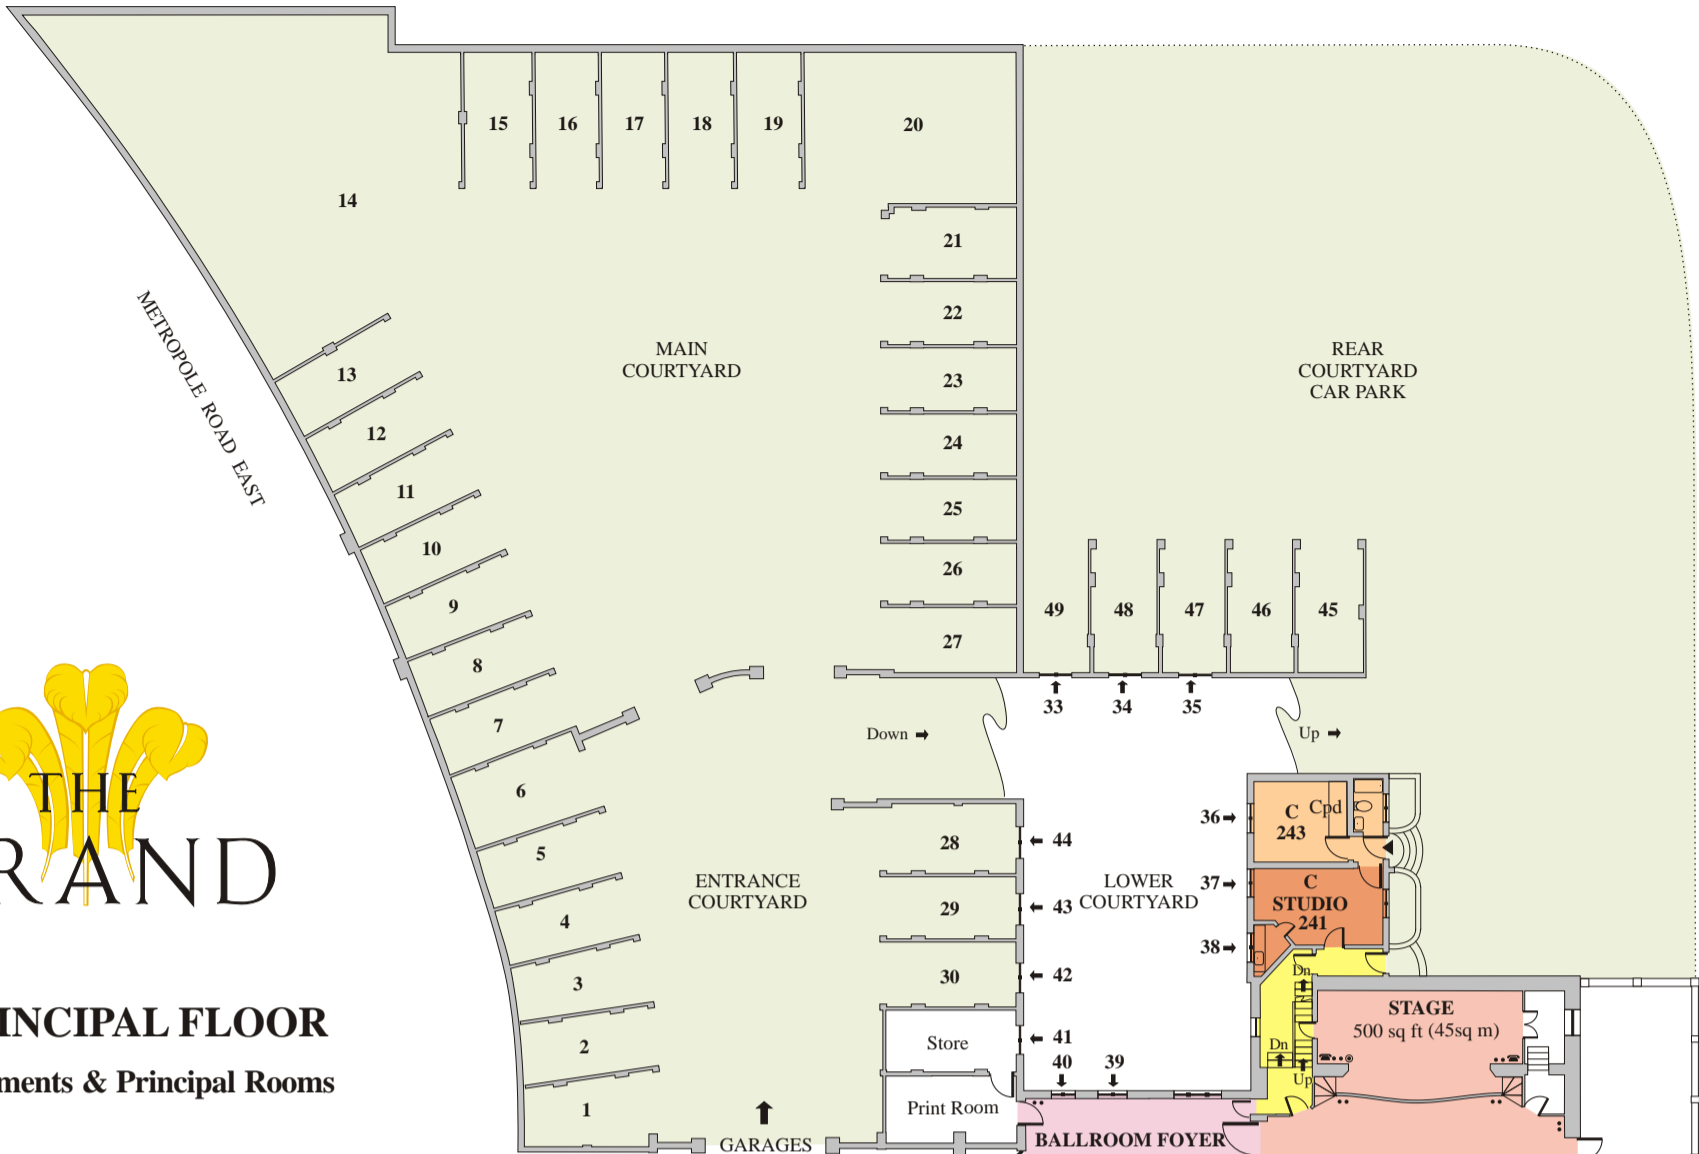 15 16 17 18 19 20
14
21
METROPOLE ROAD EAST
22
MAIN
COURTYARD
REAR
COURTYARD
CAR PARK
13
23
12
24
11
25
10
26
9
49 48 47 46 45
27
8
33 34 35
7
Down
Up
6
THE
RAND
36
C
243
Cpd
5
28
44
ENTRANCE
COURTYARD
LOWER
COURTYARD
37
C
STUDIO
241
4
29
43
38
3
30
42
Dn
INCIPAL FLOOR
STAGE
500 sq ft (45sq m)
2
Store
41
Dn
40 39
Up
ments & Principal Rooms
1
Print Room
GARAGES
BALLROOM FOYER